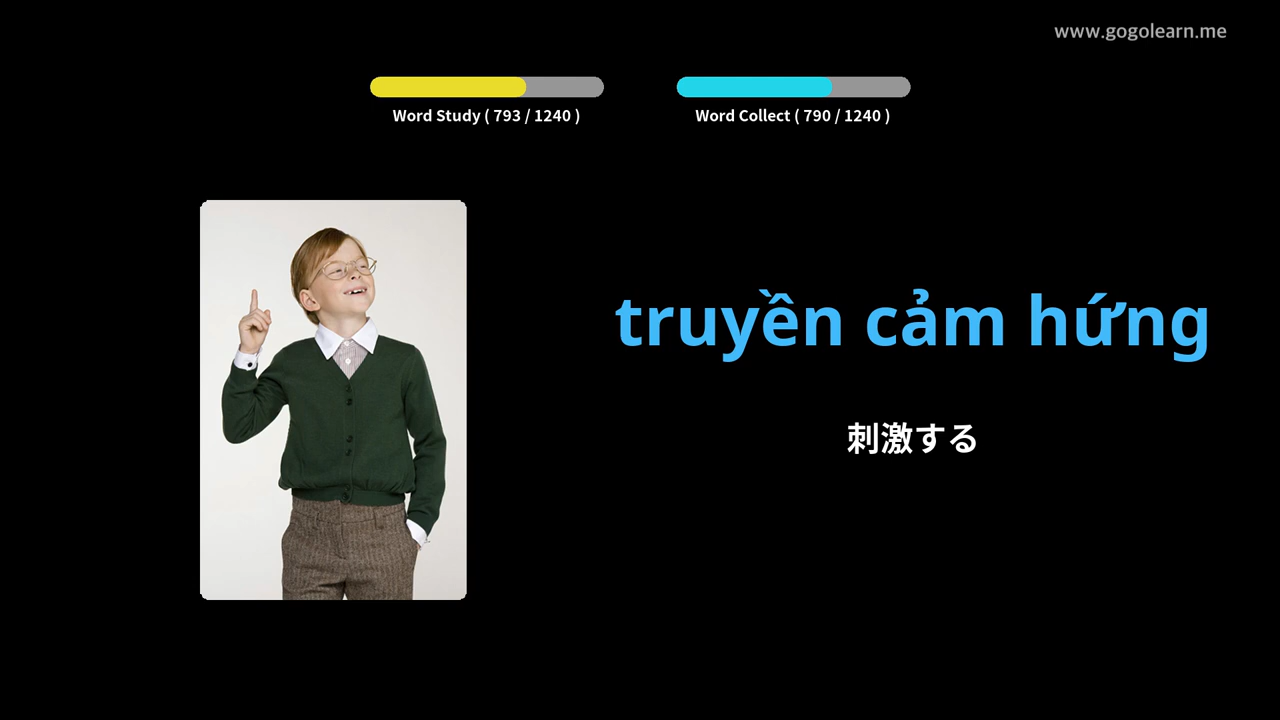 www.gogolearn.me
Word Study ( 793 / 1240 )
Word Collect ( 790 / 1240 )
truyền cảm hứng
刺激する